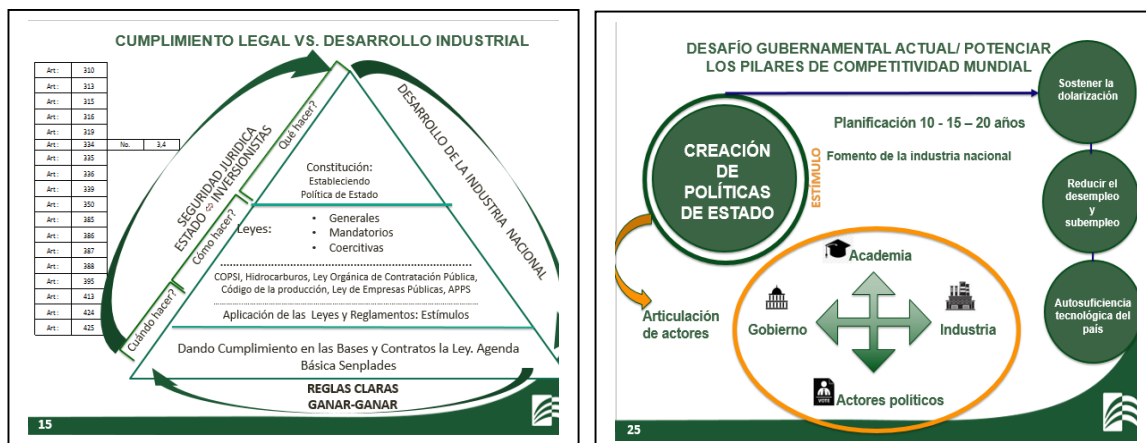 CUMPLIMIENTO LEGAL VS. DESARROLLO INDUSTRIAL
Art: 310
Art: 313
Art: 315
Art: 316
Art: 319
Art: 334 No. 3,4
Art: 335
Art: 336
Art: 339
Art: 350
Art: 385
Art: 386
Art: 387
Art: 388
Art: 395
Art: 413
Art: 424
Art: 425
SEGURIDAD JURIDICA
ESTADO ⇔ INVERSIONISTAS
Qué hacer?
Cómo hacer?
Cuándo hacer?
DESARROLLO DE LA INDUSTRIA NACIONAL
Constitución:
Estableciendo
Política de Estado
Leyes:
• Generales
• Mandatorios
• Coercitivas
COPSI, Hidrocarburos, Ley Orgánica de Contratación Pública,
Código de la producción, Ley de Empresas Públicas, APPS
Aplicación de las Leyes y Reglamentos: Estímulos
Dando Cumplimiento en las Bases y Contratos la Ley. Agenda
Básica Senplades
REGLAS CLARAS
GANAR-GANAR
15
DESAFÍO GUBERNAMENTAL ACTUAL/ POTENCIAR
LOS PILARES DE COMPETITIVIDAD MUNDIAL
Sostener la
dolarización
Planificación 10 - 15 – 20 años
CREACIÓN
DE
POLÍTICAS
DE ESTADO
ESTÍMULO
Fomento de la industria nacional
Reducir el
desempleo
y
subempleo
Academia
Articulación
de actores
Gobierno
Industria
Autosuficiencia
tecnológica del
país
VOTE
Actores políticos
25